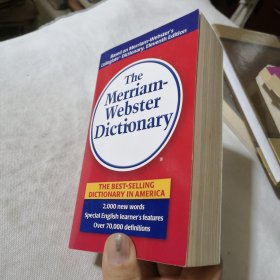 Based on Merriam-Webster's
Collegiate® Dictionary, Eleventh Edition
The
Merriam-
Webster
Dictionary
®
THE BEST-SELLING
DICTIONARY IN AMERICA
2,000 new words
Special English learner's features
Over 70,000 definitions